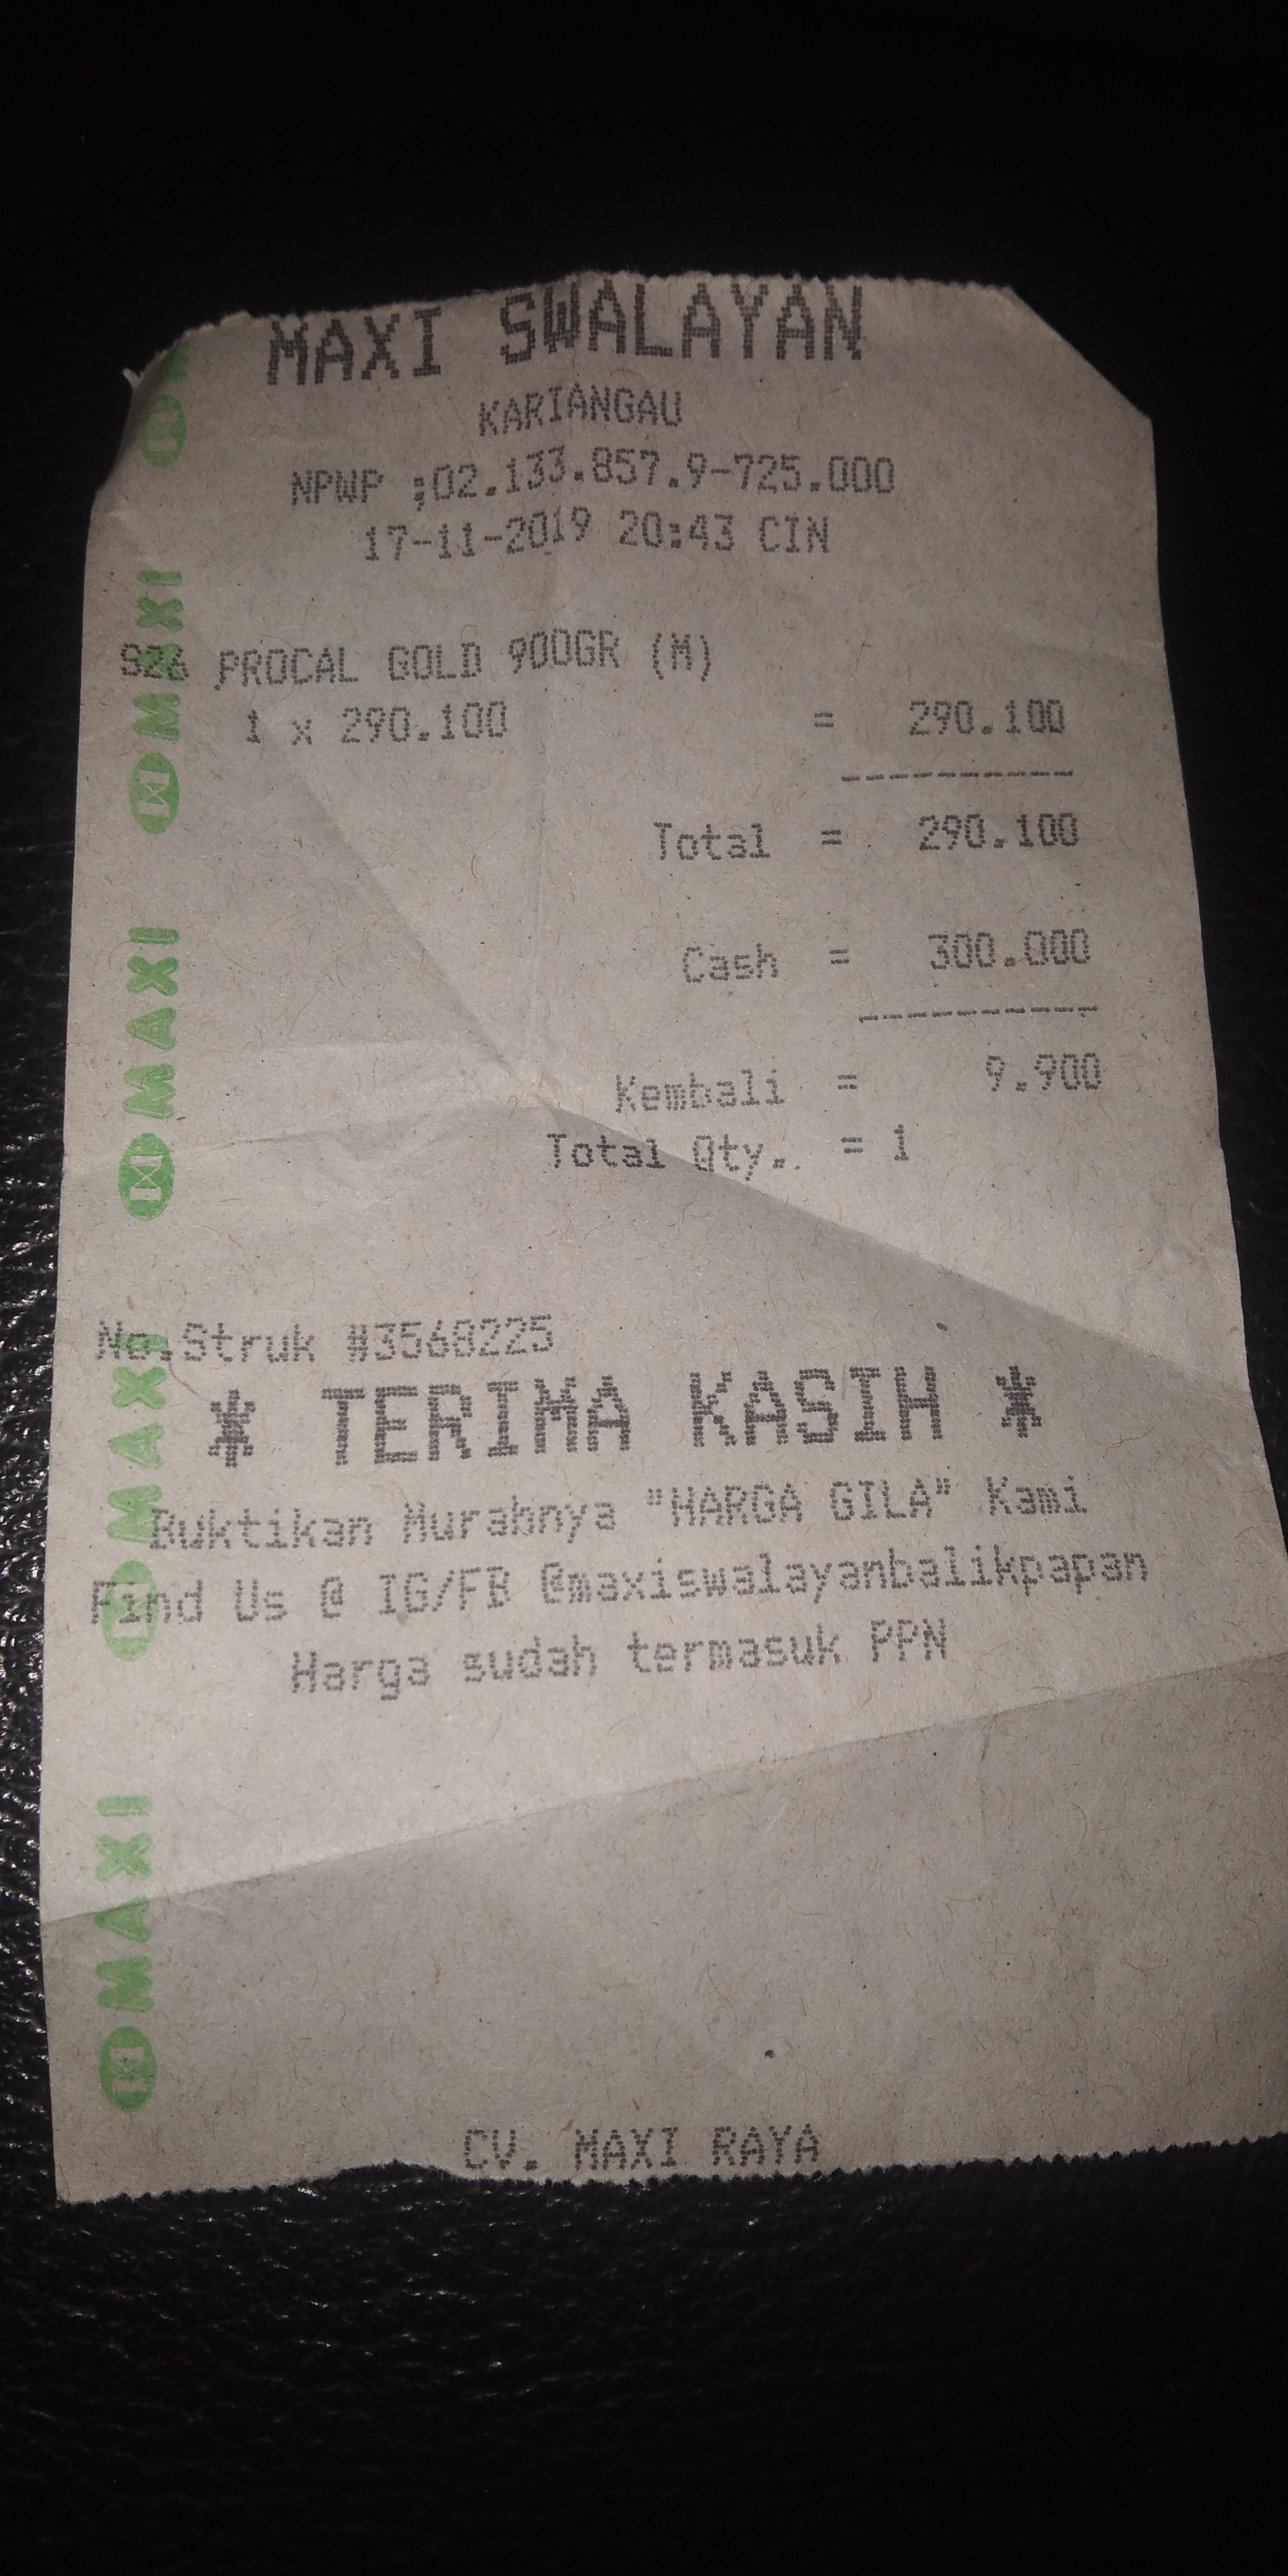 MAXI SWALAYAN
KARIANGAU
NPWP ;02.133.857.9-725.000
17-11-2019 20:43 CIN
S26 PROCAL GOLD 900GR (M)
1 x 290.100 = 290.100
----------
Total = 290.100
Cash = 300.000
----------
Kembali = 9.900
Total Qty. = 1
No.Struk #3568225
* TERIMA KASIH *
Buktikan Murahnya "HARGA GILA" Kami
Find Us @ IG/FB @maxiswalayanbalikpapan
Harga sudah termasuk PPN
CV. MAXI RAYA
MAXI
MAXI
MAXI
MAXI